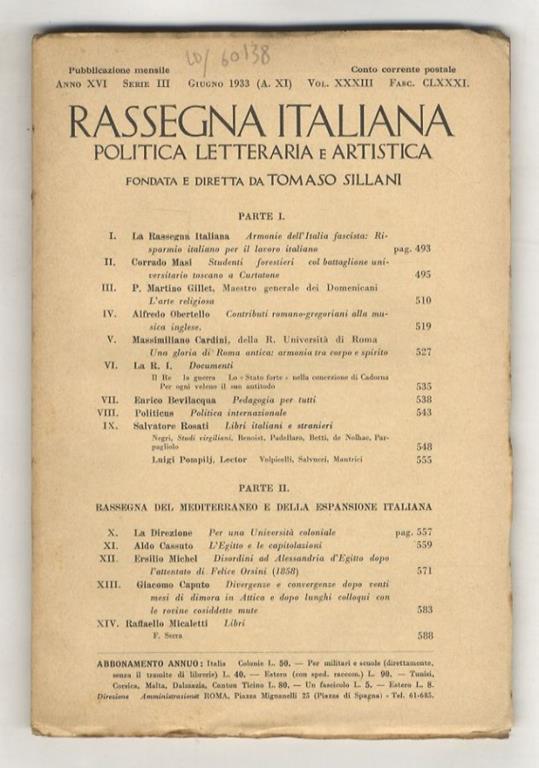 10/ 60138
Pubblicazione mensile Conto corrente postale
ANNO XVI SERIE III GIUGNO 1933 (A. XI) VOL. XXXIII FASC. CLXXXI.
RASSEGNA ITALIANA
POLITICA LETTERARIA E ARTISTICA
FONDATA E DIRETTA DA TOMASO SILLANI
PARTE I.
I. La Rassegna Italiana Armonie dell'Italia fascista: Ri-
sparmio italiano per il lavoro italiano pag. 493
II. Corrado Masi Studenti forestieri col battaglione uni-
versitario toscano a Curtatone 495
III. P. Martino Gillet, Maestro generale dei Domenicani
L'arte religiosa 510
IV. Alfredo Obertello Contributi romano-gregoriani alla mu-
sica inglese. 519
V. Massimiliano Cardini, della R. Università di Roma
Una gloria di Roma antica: armonia tra corpo e spirito 527
VI. La R. I. Documenti
Il Re la guerra Lo «Stato forte» nella concezione di Cadorna
Per ogni veleno il suo antitodo 535
VII. Enrico Bevilacqua Pedagogia per tutti 538
VIII. Politicus Politica internazionale 543
IX. Salvatore Rosati Libri italiani e stranieri
Negri, Studi virgiliani, Benoist, Padellaro, Betti, de Nolhac, Par-
pagliolo 548
Luigi Pompilj, Lector Volpicelli, Salvucci, Mautrici 555
PARTE II.
RASSEGNA DEL MEDITERRANEO E DELLA ESPANSIONE ITALIANA
X. La Direzione Per una Università coloniale pag. 557
XI. Aldo Cassuto L'Egitto e le capitolazioni 559
XII. Ersilio Michel Disordini ad Alessandria d'Egitto dopo
l'attentato di Felice Orsini (1858) 571
XIII. Giacomo Caputo Divergenze e convergenze dopo venti
mesi di dimora in Attica e dopo lunghi colloqui con
le rovine cosiddette mute 583
XIV. Raffaello Micaletti Libri
F. Serra 588
ABBONAMENTO ANNUO: Italia Colonie L. 50. — Per militari e scuole (direttamente,
senza il tramite di librerie) L. 40. — Estero (con sped. raccom.) L. 90. — Tunisi,
Corsica, Malta, Dalmazia, Canton Ticino L. 80. — Un fascicolo L. 5. — Estero L. 8.
Direzione Amministrazione ROMA, Piazza Mignanelli 25 (Piazza di Spagna) - Tel. 61-685.